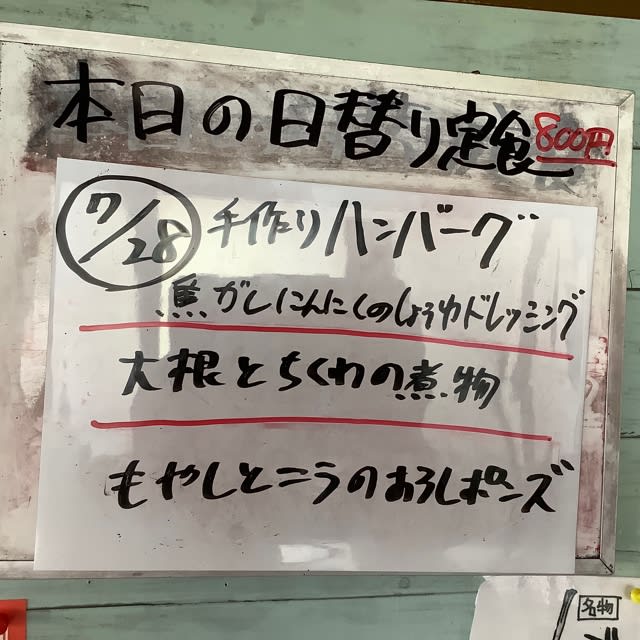 本日の日替り定食 800円
7/28 手作りハンバーグ
焦がしにんにくのしょうゆドレッシング
大根とちくわの煮物
もやしとニラのおろしポンズ
名物